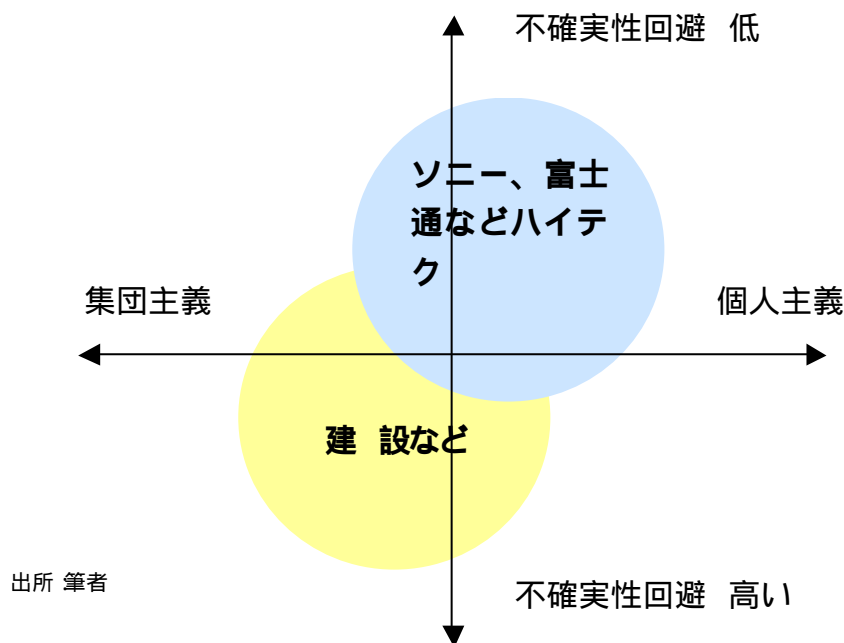 不確実性回避 低
ソニー、富士
通などハイテ
ク
集団主義
個人主義
建 設など
出所 筆者
不確実性回避 高い